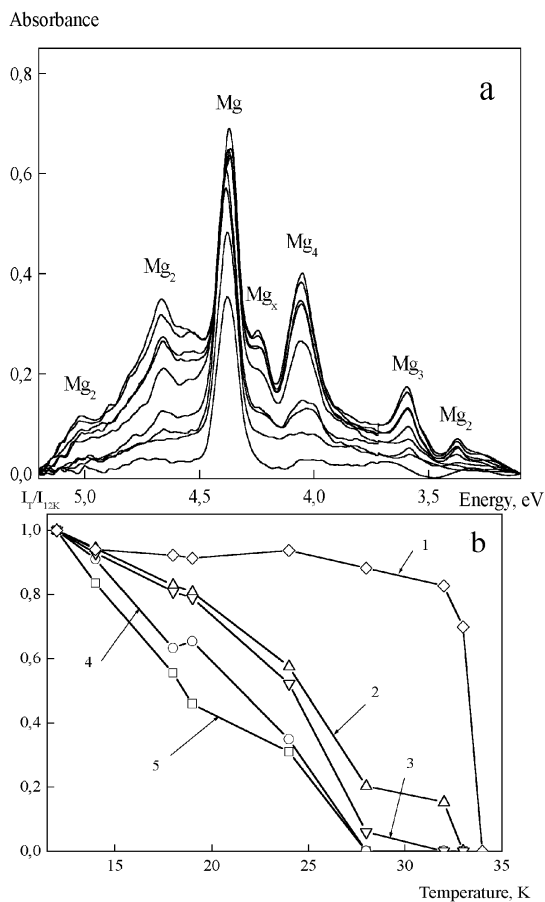 Absorbance
0,8
a
Mg
0,6
Mg4
0,4
Mg2
Mgx
Mg3
0,2
Mg2
Mg2
0,0
5,0 4,5 4,0 3,5 Energy, eV
IT/I12K
1,0
1
b
0,8
4
0,6
2
0,4
5
3
0,2
0,0
15 20 25 30 35
Temperature, K